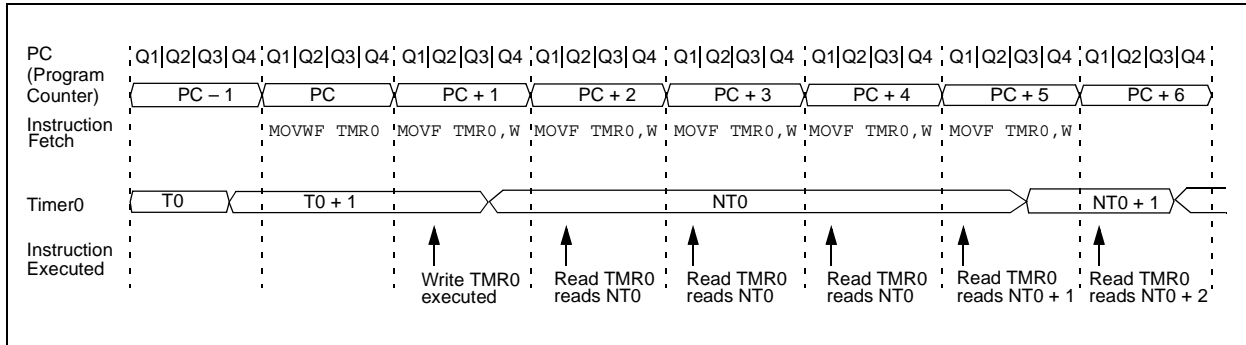 PC
(Program
Counter)
Q1|Q2|Q3|Q4 Q1|Q2|Q3|Q4 Q1|Q2|Q3|Q4 Q1|Q2|Q3|Q4 Q1|Q2|Q3|Q4 Q1|Q2|Q3|Q4 Q1|Q2|Q3|Q4 Q1|Q2|Q3|Q4
PC – 1 PC PC + 1 PC + 2 PC + 3 PC + 4 PC + 5 PC + 6
Instruction
Fetch
MOVWF TMR0 MOVF TMR0,W MOVF TMR0,W MOVF TMR0,W MOVF TMR0,W MOVF TMR0,W
Timer0
T0 T0 + 1 NT0 NT0 + 1
Instruction
Executed
Write TMR0
executed
Read TMR0
reads NT0
Read TMR0
reads NT0
Read TMR0
reads NT0
Read TMR0
reads NT0 + 1
Read TMR0
reads NT0 + 2